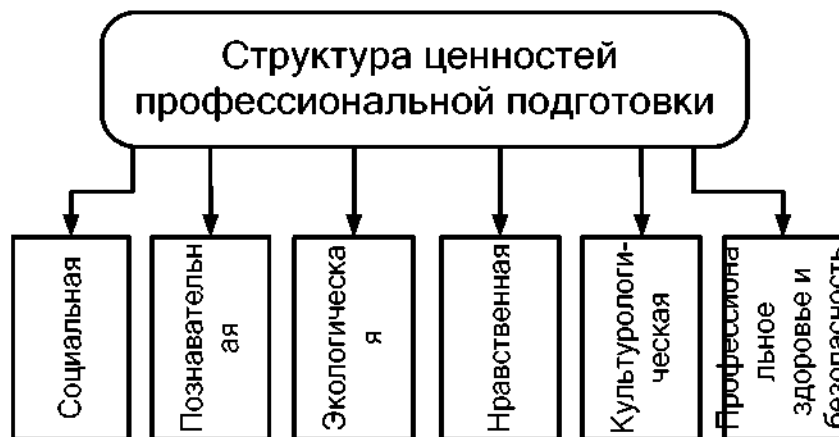 Структура ценностей
профессиональной подготовки
Социальная
Познавательн
ая
Экологическа
я
Нравственная
Культурологи-
ческая
Профессиона
льное
здоровье и
безопасность